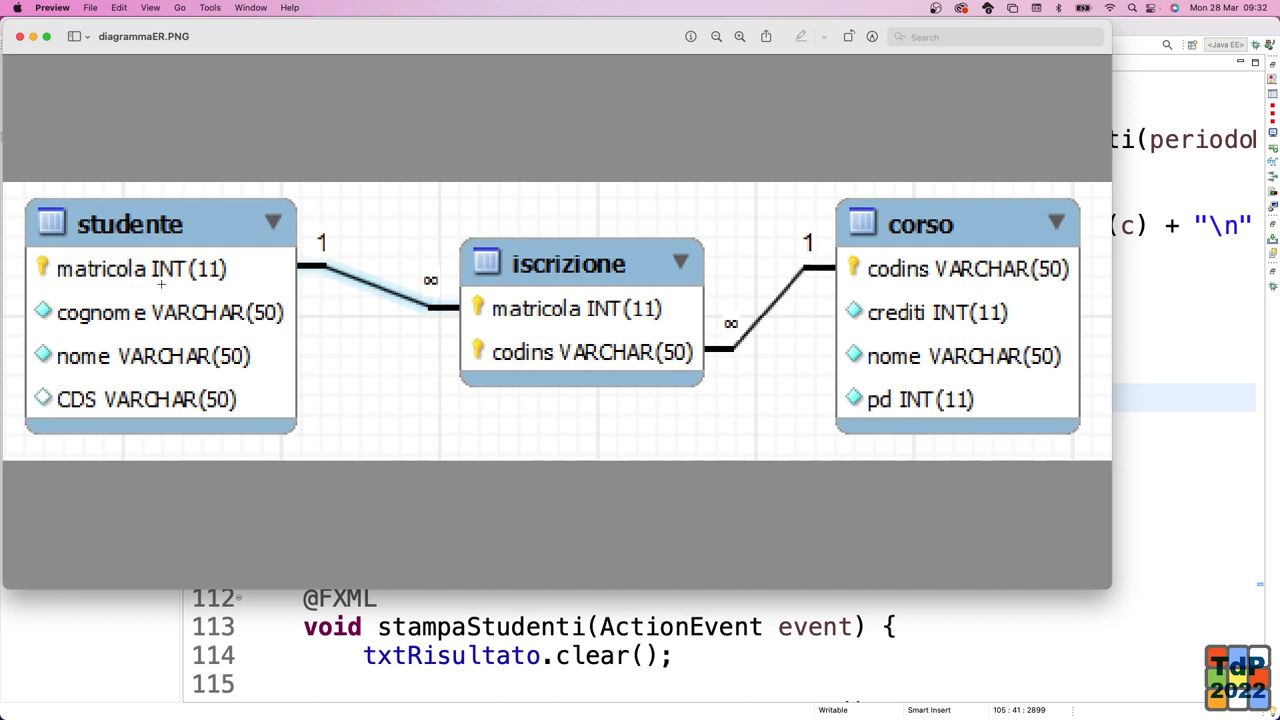 Preview File Edit View Go Tools Window Help Mon 28 Mar 09:32
diagrammaER.PNG
Search
<Java EE>
ti(periodo
(c) + "\n"
studente
matricola INT(11)
cognome VARCHAR(50)
nome VARCHAR(50)
CDS VARCHAR(50)
1
∞
iscrizione
matricola INT(11)
codins VARCHAR(50)
∞
1
corso
codins VARCHAR(50)
crediti INT(11)
nome VARCHAR(50)
pd INT(11)
112
@FXML
113 void stampaStudenti(ActionEvent event) {
114 txtRisultato.clear();
115
Writable Smart Insert 105 : 41 : 2899
TdP
2022